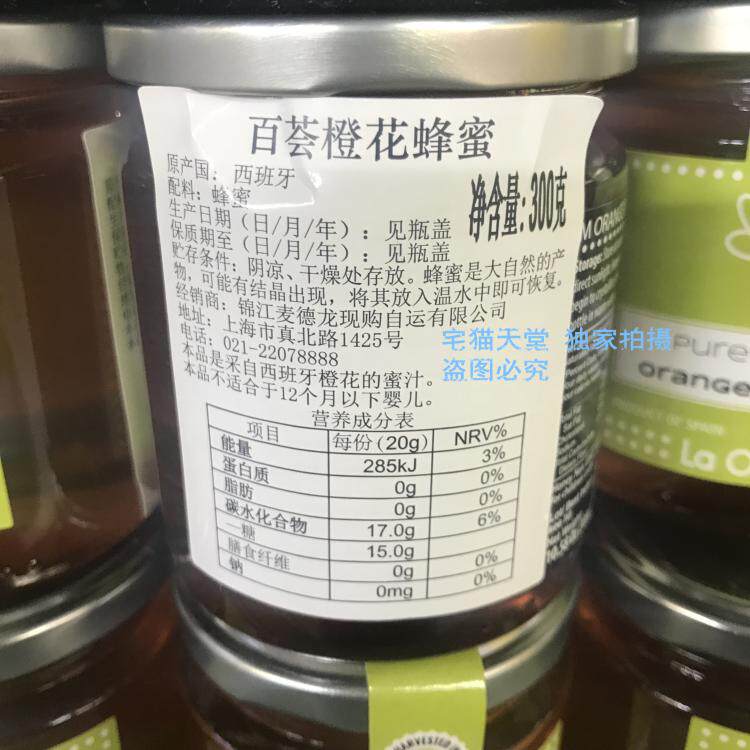 百荟橙花蜂蜜
原产国：西班牙
配料：蜂蜜
净含量：300克
生产日期（日/月/年）：见瓶盖
保质期至（日/月/年）：见瓶盖
贮存条件：阴凉、干燥处存放。蜂蜜是大自然的产
物，可能有结晶出现，将其放入温水中即可恢复。
经销商：锦江麦德龙现购自运有限公司
地址：上海市真北路1425号
电话：021-22078888
本品是采自西班牙橙花的蜜汁。
本品不适合于12个月以下婴儿。
宅猫天堂 独家拍摄
盗图必究
营养成分表
项目 每份(20g) NRV%
能量 285kJ 3%
蛋白质 0g 0%
脂肪 0g 0%
碳水化合物 17.0g 6%
—糖 15.0g
膳食纤维 0g 0%
钠 0mg 0%
M ORANGE
Storage:
Pure
orange
PRODUCT OF SPAIN
La O
HARVESTED